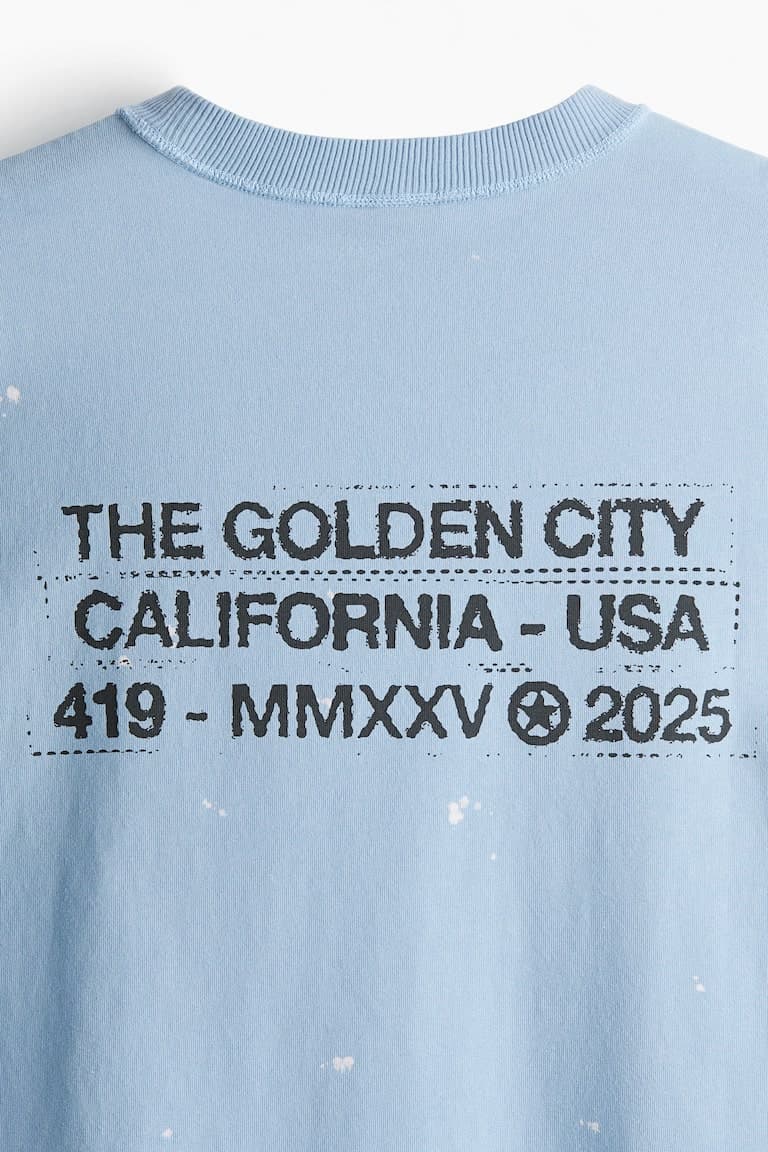 THE GOLDEN CITY
CALIFORNIA - USA
419 - MMXXV ✪ 2025